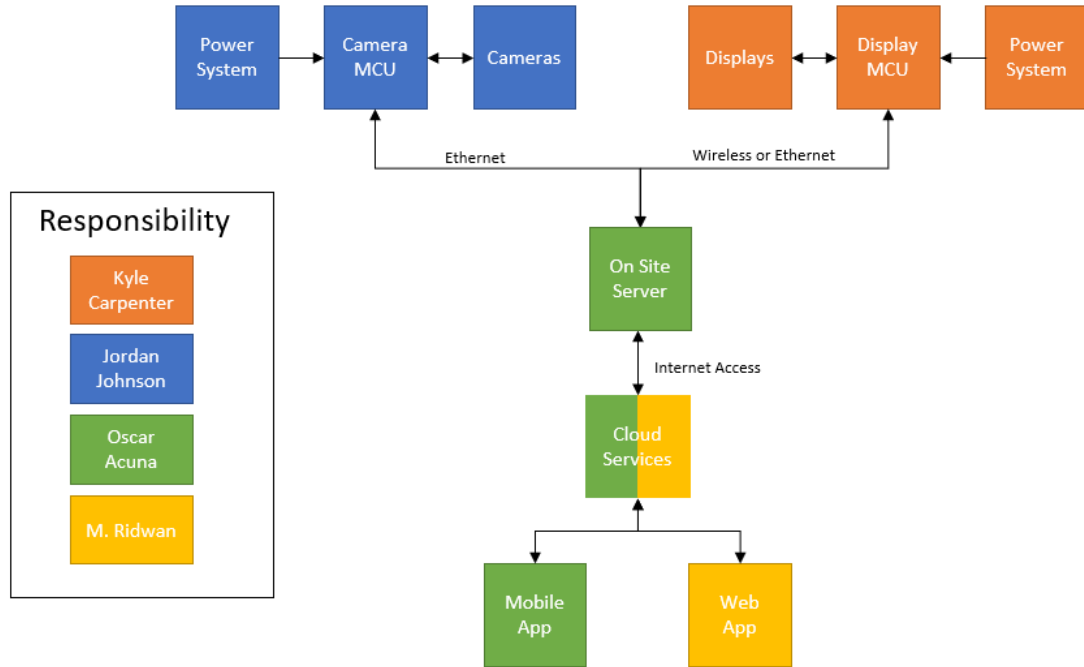 Power
System
Camera
MCU
Cameras
Displays
Display
MCU
Power
System
Ethernet
Wireless or Ethernet
Responsibility
Kyle
Carpenter
Jordan
Johnson
Oscar
Acuna
M. Ridwan
On Site
Server
Internet Access
Cloud
Services
Mobile
App
Web
App